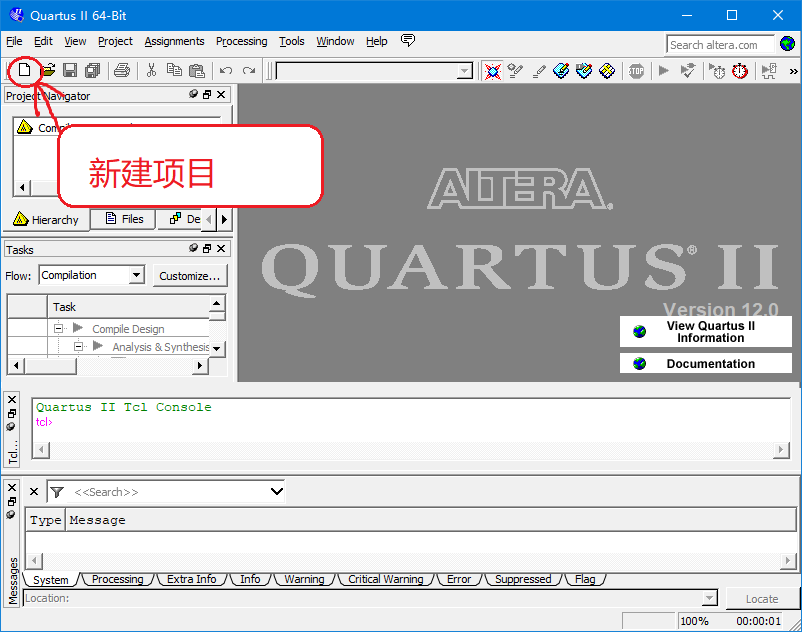 Quartus II 64-Bit
File Edit View Project Assignments Processing Tools Window Help
Search altera.com
STOP
Project Navigator
新建项目
Hierarchy Files De
Tasks
Flow: Compilation Customize...
Task
Compile Design
Analysis & Synthesis
ALTERA
QUARTUS® II
Version 12.0
View Quartus II
Information
Documentation
Quartus II Tcl Console
tcl>
Tcl...
<<Search>>
Type Message
Messages
System Processing Extra Info Info Warning Critical Warning Error Suppressed Flag
Location: Locate
100% 00:00:01